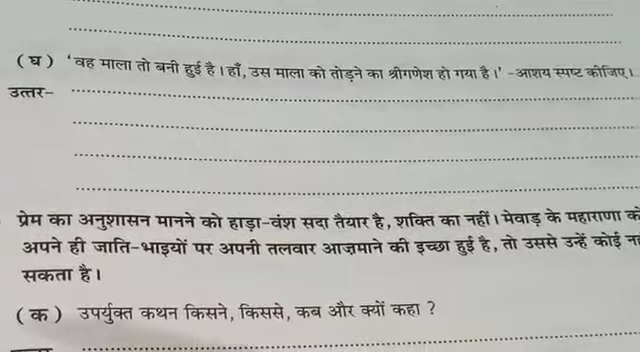 (घ) 'वह माला तो बनी हुई है। हाँ, उस माला को तोड़ने का श्रीगणेश हो गया है।' -आशय स्पष्ट कीजिए।
उत्तर-
प्रेम का अनुशासन मानने को हाड़ा-वंश सदा तैयार है, शक्ति का नहीं। मेवाड़ के महाराणा को
अपने ही जाति-भाइयों पर अपनी तलवार आज़माने की इच्छा हुई है, तो उससे उन्हें कोई
सकता है।
(क) उपर्युक्त कथन किसने, किससे, कब और क्यों कहा ?